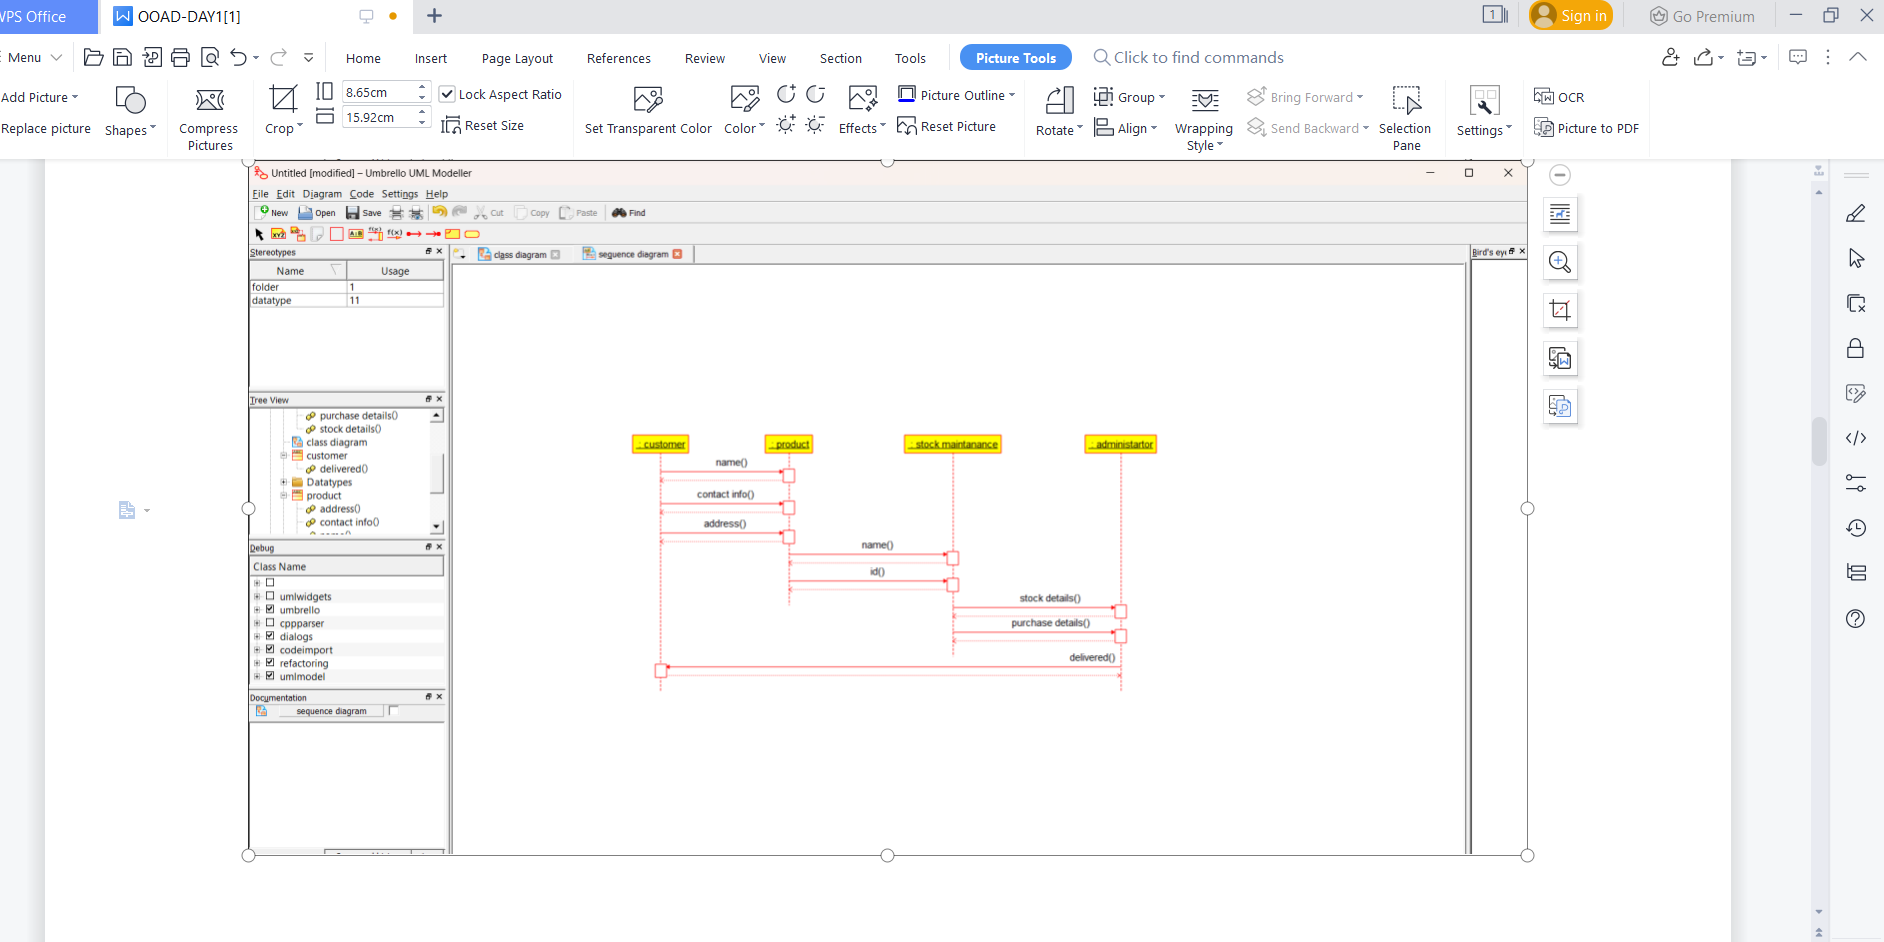 WPS Office
OOAD-DAY1[1]
1
Sign in
Go Premium
Menu
Home
Insert
Page Layout
References
Review
View
Section
Tools
Picture Tools
Click to find commands
Add Picture
Replace picture
Shapes
Compress Pictures
Crop
8.65cm
15.92cm
Lock Aspect Ratio
Reset Size
Set Transparent Color
Color
Effects
Picture Outline
Reset Picture
Rotate
Group
Align
Wrapping Style
Bring Forward
Send Backward
Selection Pane
Settings
OCR
Picture to PDF
Untitled [modified] – Umbrello UML Modeller
File Edit Diagram Code Settings Help
New Open Save Cut Copy Paste Find
Stereotypes
Name Usage
folder 1
datatype 11
class diagram
sequence diagram
Bird's eye
Tree View
purchase details()
stock details()
class diagram
customer
delivered()
Datatypes
product
address()
contact info()
Debug
Class Name
umlwidgets
umbrello
cppparser
dialogs
codeimport
refactoring
umlmodel
Documentation
sequence diagram
: customer
: product
: stock maintanance
: administartor
name()
contact info()
address()
name()
id()
stock details()
purchase details()
delivered()